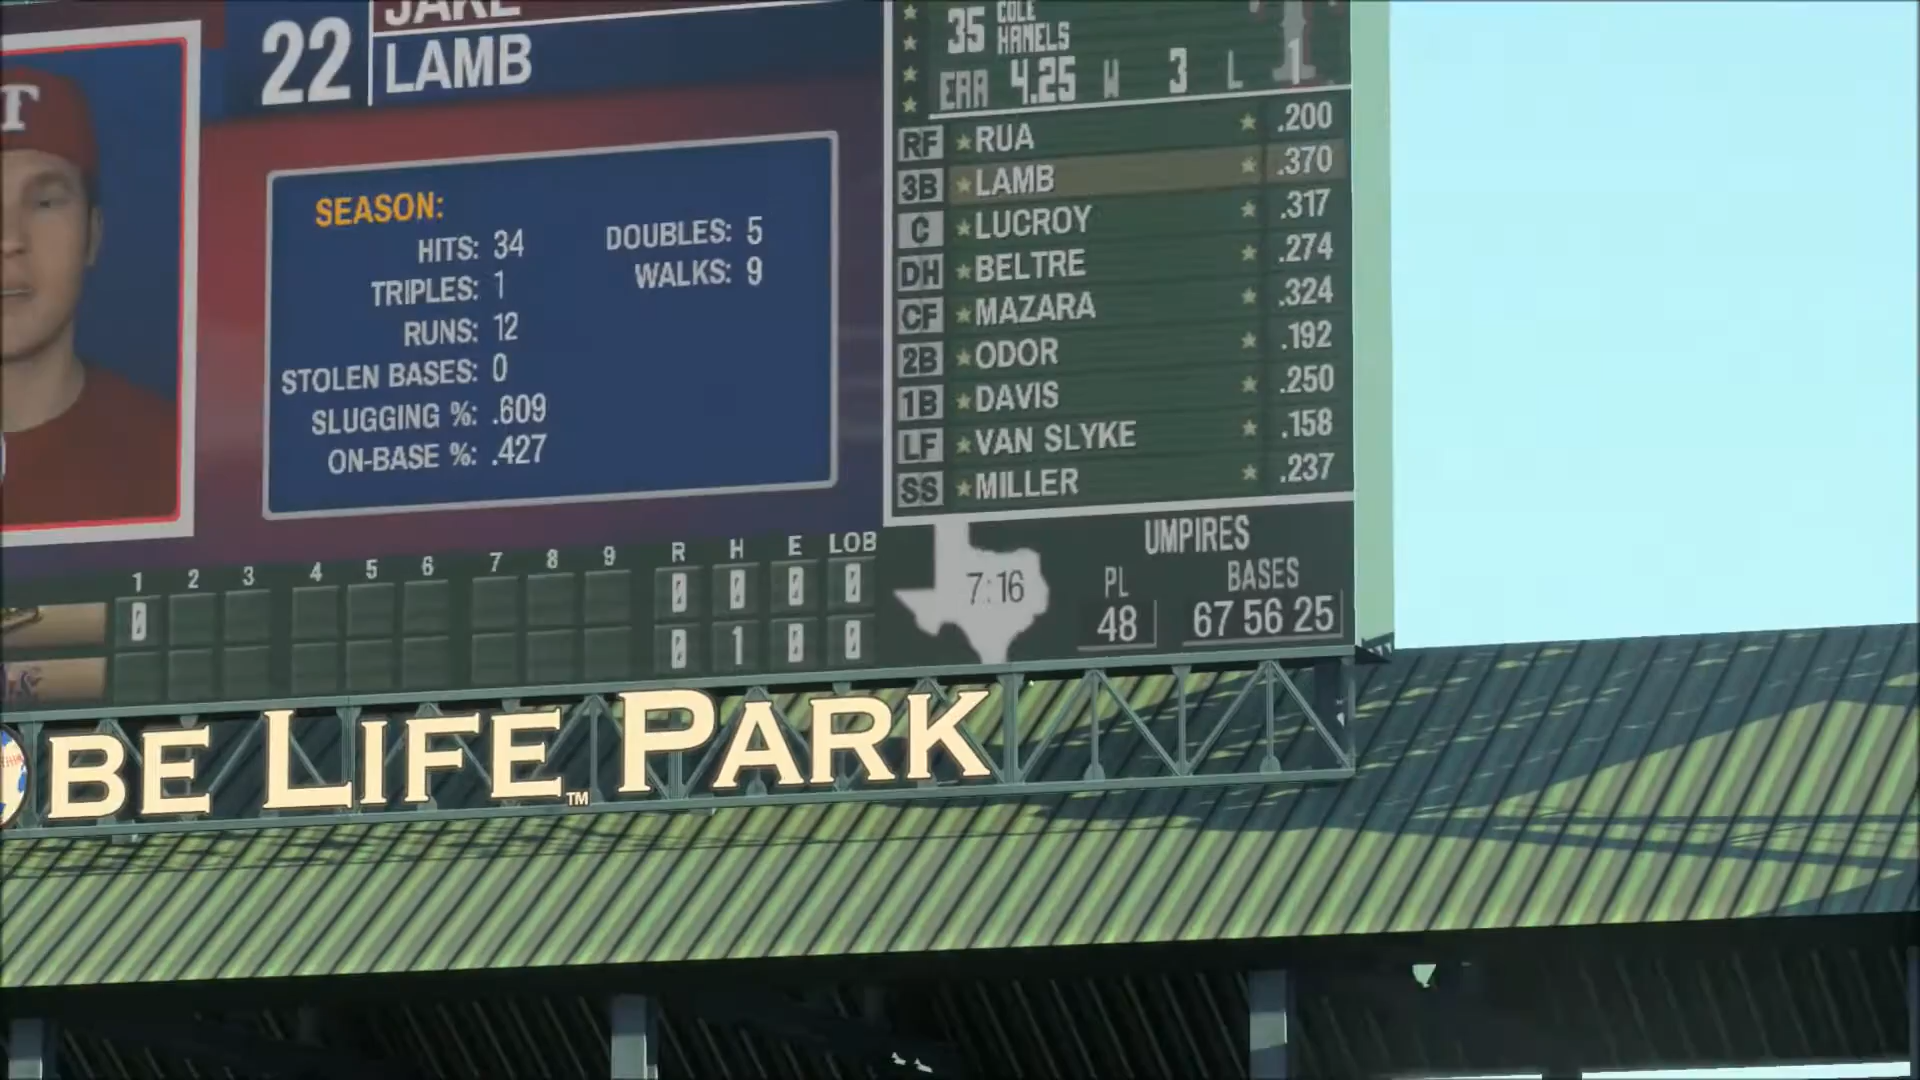 22
JAKE
LAMB
T
SEASON:
HITS: 34
DOUBLES: 5
TRIPLES: 1
WALKS: 9
RUNS: 12
STOLEN BASES: 0
SLUGGING %: .609
ON-BASE %: .427
35 COLE HAMELS
ERA 4.25 W 3 L 1
RF RUA .200
3B LAMB .370
C LUCROY .317
DH BELTRE .274
CF MAZARA .324
2B ODOR .192
1B DAVIS .250
LF VAN SLYKE .158
SS MILLER .237
1 2 3 4 5 6 7 8 9 R H E LOB
0 0 0 0 0
0 1 0 0
7:16
UMPIRES
PL BASES
48 67 56 25
BE LIFE PARK™